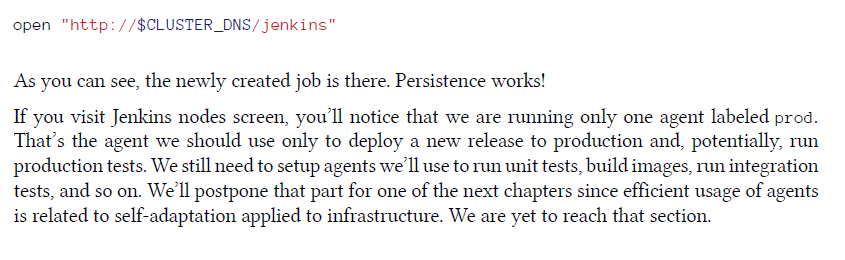 open "http://$CLUSTER_DNS/jenkins"
As you can see, the newly created job is there. Persistence works!
If you visit Jenkins nodes screen, you’ll notice that we are running only one agent labeled prod.
That’s the agent we should use only to deploy a new release to production and, potentially, run
production tests. We still need to setup agents we’ll use to run unit tests, build images, run integration
tests, and so on. We’ll postpone that part for one of the next chapters since efficient usage of agents
is related to self-adaptation applied to infrastructure. We are yet to reach that section.